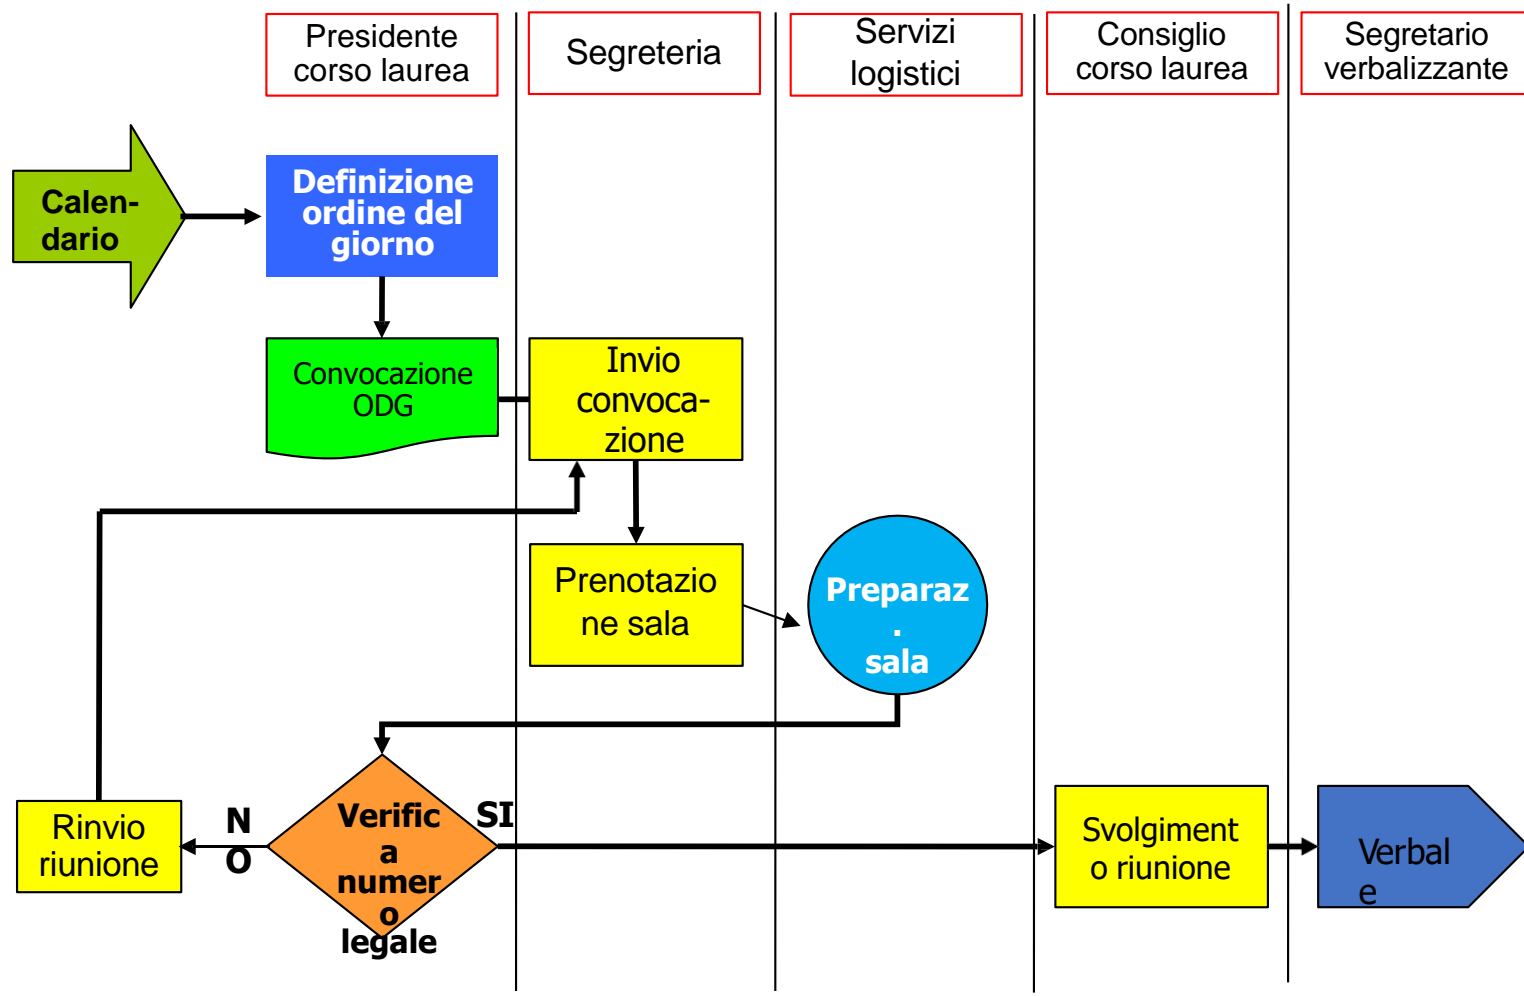 Presidente
corso laurea
Segreteria
Servizi
logistici
Consiglio
corso laurea
Segretario
verbalizzante
Calen-
dario
Definizione
ordine del
giorno
Convocazione
ODG
Invio
convoca-
zione
Prenotazio
ne sala
Preparaz
.
sala
Rinvio
riunione
N
O
Verific
a
numer
o
legale
SI
Svolgiment
o riunione
Verbal
e